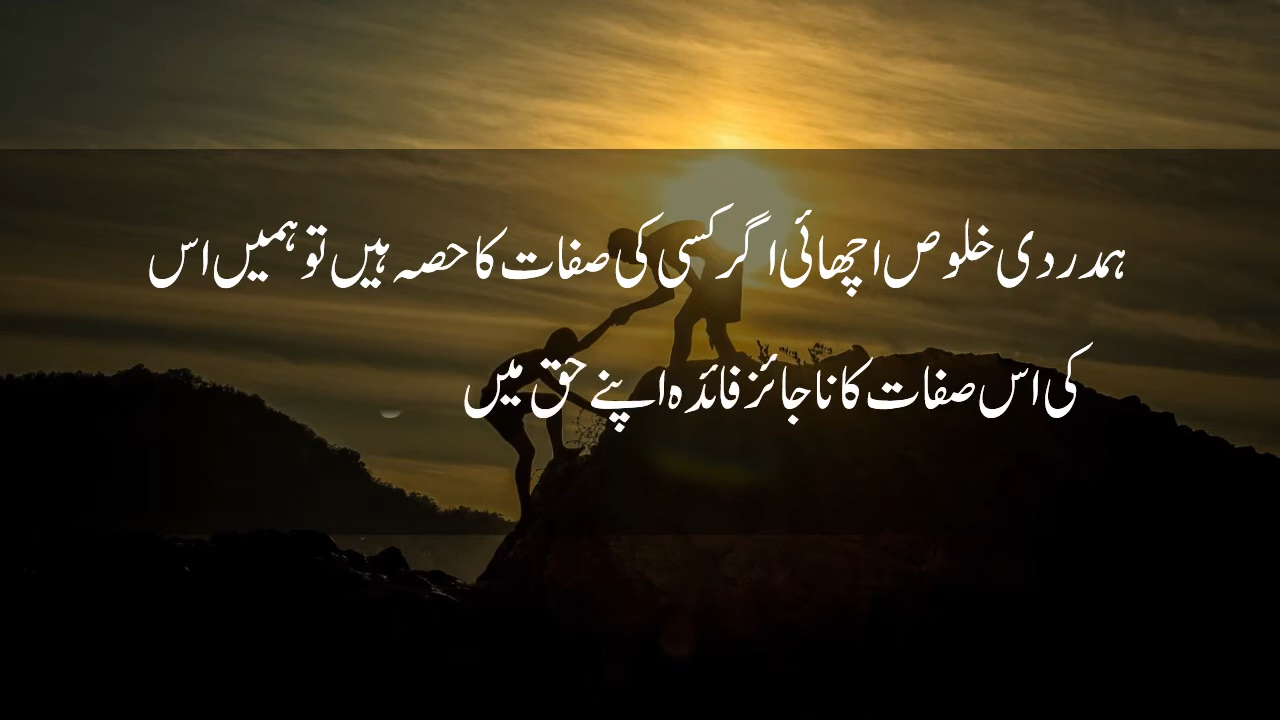 ہمدردی خلوص اچھائی اگر کسی کی صفات کا حصہ ہیں تو ہمیں اس
کی اس صفات کا ناجائز فائدہ اپنے حق میں